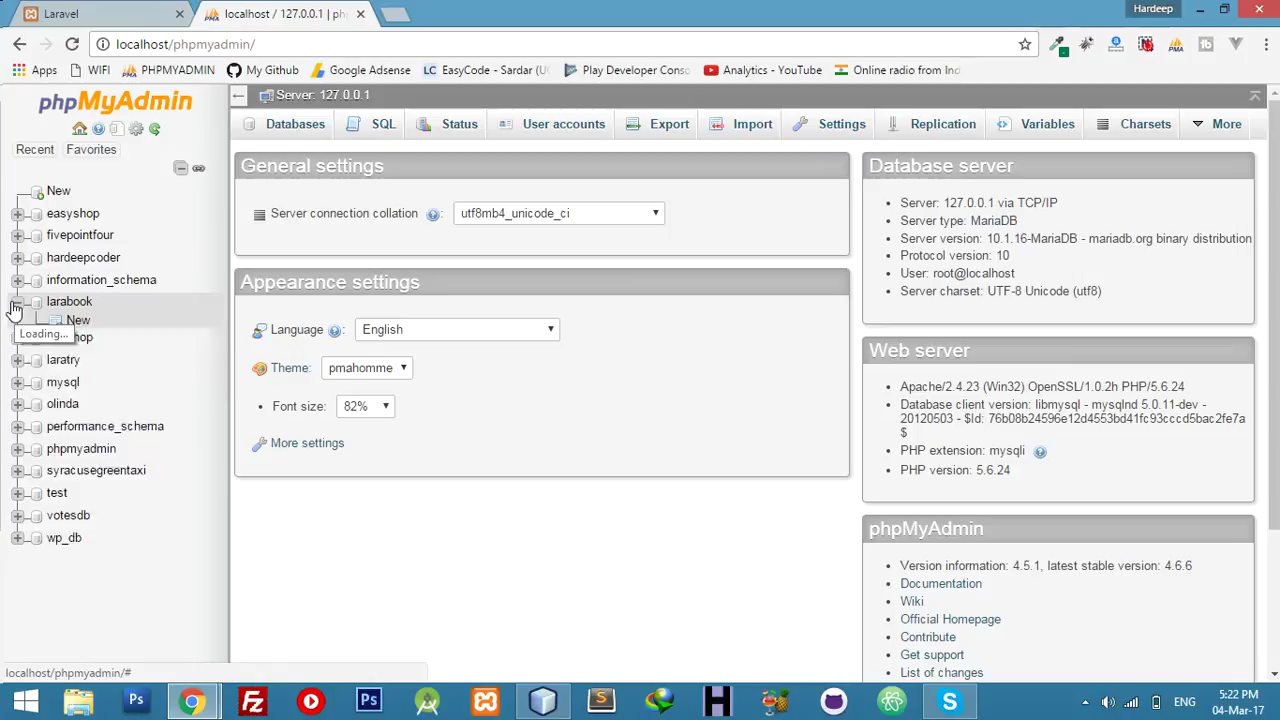 Laravel
localhost / 127.0.0.1 | ph
Hardeep
localhost/phpmyadmin/
Apps
WIFI
PHPMYADMIN
My Github
Google Adsense
EasyCode - Sardar (U
Play Developer Cons
Analytics - YouTube
Online radio from Ind
phpMyAdmin
Recent
Favorites
New
easyshop
fivepointfour
hardeepcoder
information_schema
larabook
New
Loading...
hop
laratry
mysql
olinda
performance_schema
phpmyadmin
syracusegreentaxi
test
votesdb
wp_db
localhost/phpmyadmin/#
Server: 127.0.0.1
Databases
SQL
Status
User accounts
Export
Import
Settings
Replication
Variables
Charsets
More
General settings
Server connection collation
utf8mb4_unicode_ci
Appearance settings
Language
English
Theme:
pmahomme
Font size:
82%
More settings
Database server
Server: 127.0.0.1 via TCP/IP
Server type: MariaDB
Server version: 10.1.16-MariaDB - mariadb.org binary distribution
Protocol version: 10
User: root@localhost
Server charset: UTF-8 Unicode (utf8)
Web server
Apache/2.4.23 (Win32) OpenSSL/1.0.2h PHP/5.6.24
Database client version: libmysql - mysqlnd 5.0.11-dev -
20120503 - $Id: 76b08b24596e12d4553bd41fc93cccd5bac2fe7a
$
PHP extension: mysqli
PHP version: 5.6.24
phpMyAdmin
Version information: 4.5.1, latest stable version: 4.6.6
Documentation
Wiki
Official Homepage
Contribute
Get support
List of changes
ENG
5:22 PM
04-Mar-17